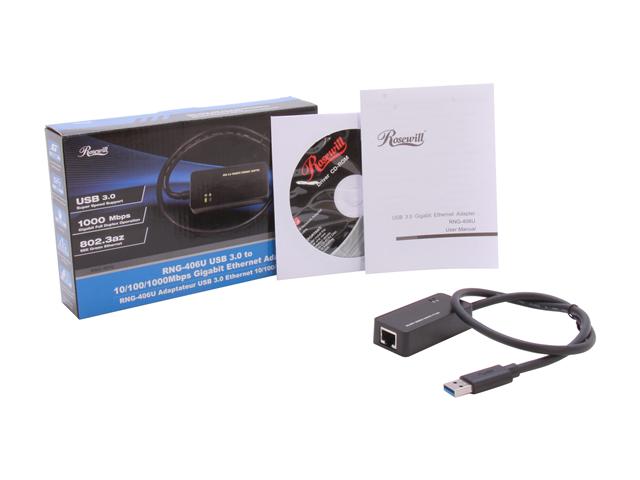 Rosewill
USB 3.0
Super Speed Support
1000 Mbps
Gigabit Full Duplex Operation
802.3az
RNG-406U USB 3.0 to
10/100/1000Mbps Gigabit Ethernet Ada
RNG-406U Adaptateur USB 3.0 Ethernet 10/100
Rosewill
Driver CD-ROM
Rosewill
USB 3.0 Gigabit Ethernet Adapter
RNG-406U
User Manual